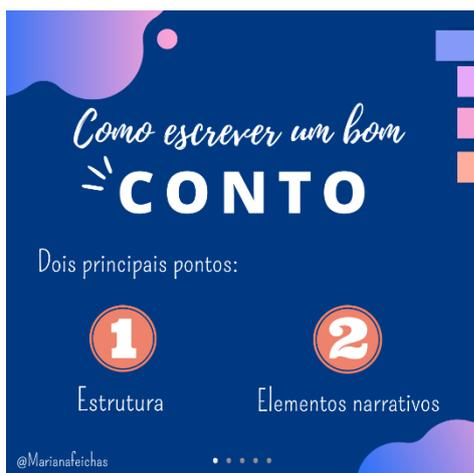 Como escrever um bom
CONTO
Dois principais pontos:
1
2
Estrutura
Elementos narrativos
@Marianafeichas